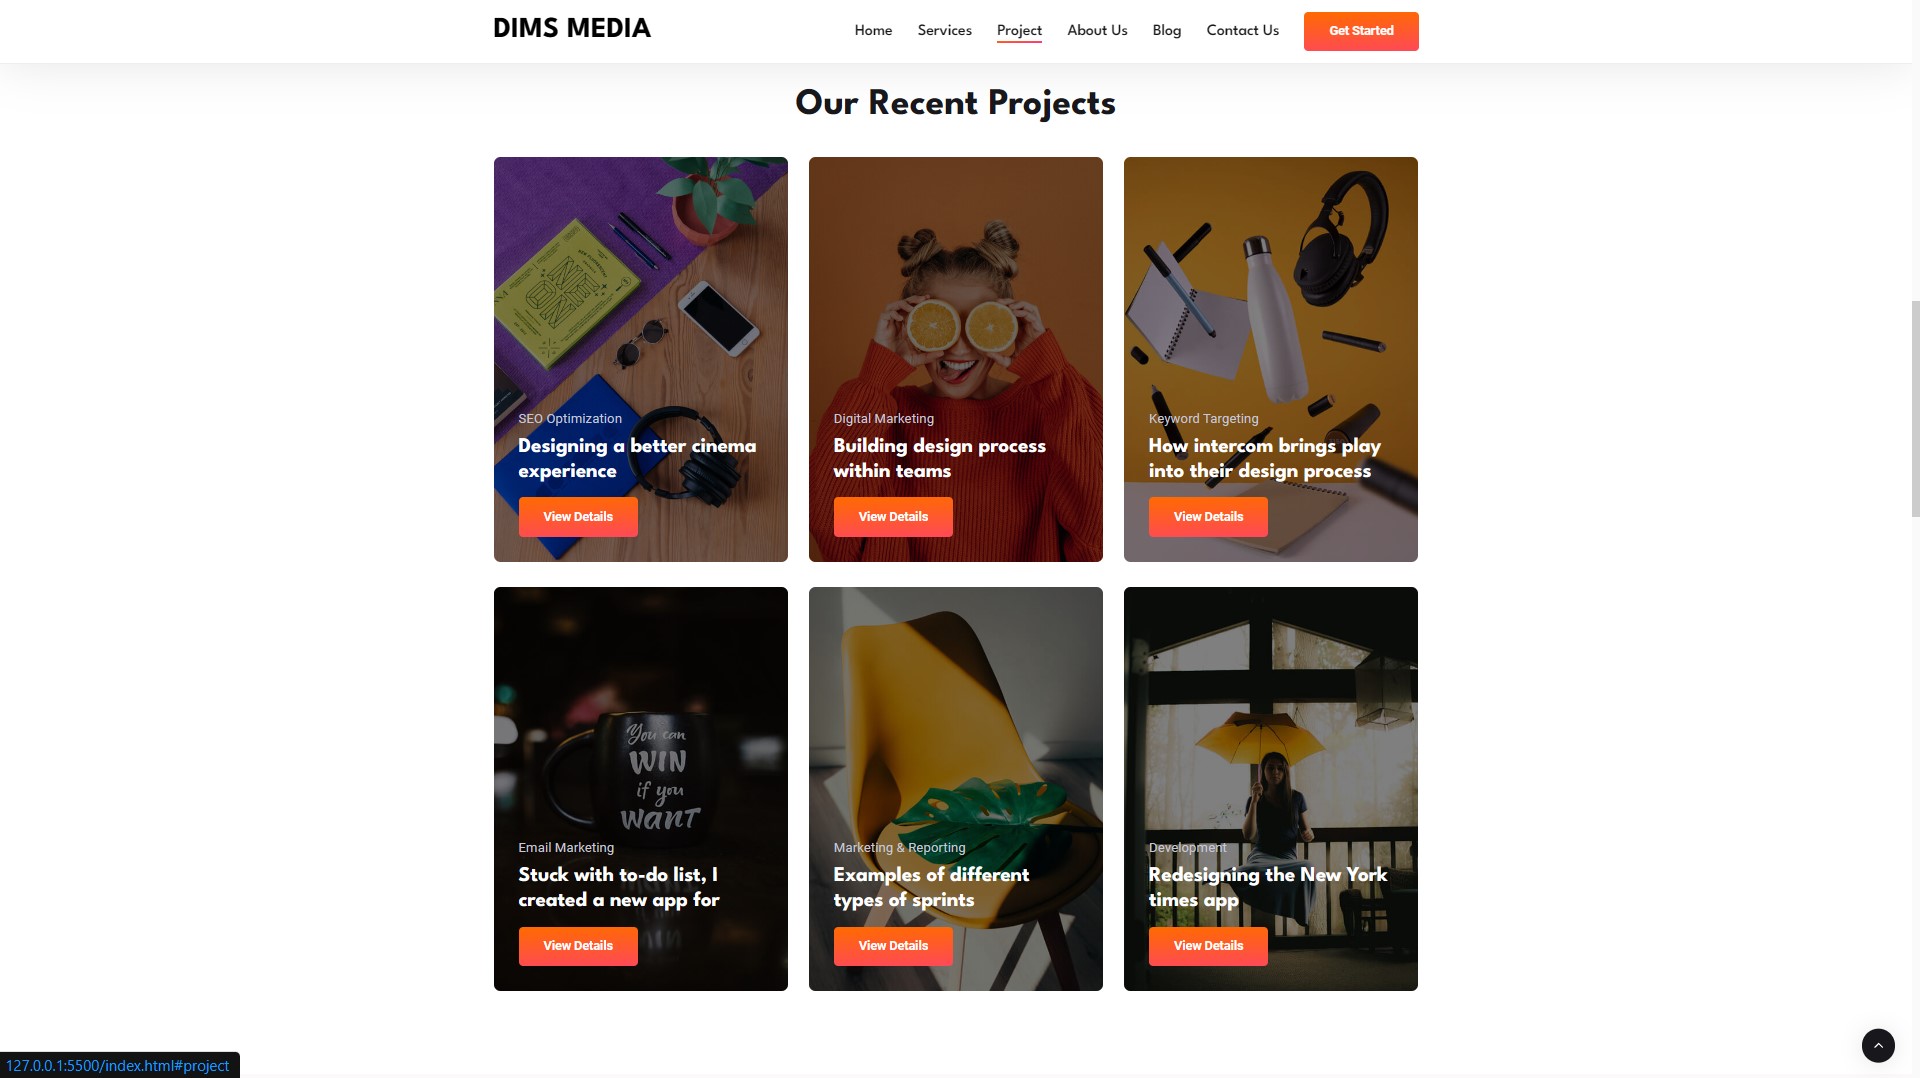 DIMS MEDIA
Home Services Project About Us Blog Contact Us Get Started
Our Recent Projects
NEON
SEO Optimization
Designing a better cinema
experience
View Details
Digital Marketing
Building design process
within teams
View Details
Keyword Targeting
How intercom brings play
into their design process
View Details
You can
WIN
if you
WANT
Email Marketing
Stuck with to-do list, I
created a new app for
View Details
Marketing & Reporting
Examples of different
types of sprints
View Details
Development
Redesigning the New York
times app
View Details
127.0.0.1:5500/index.html#project